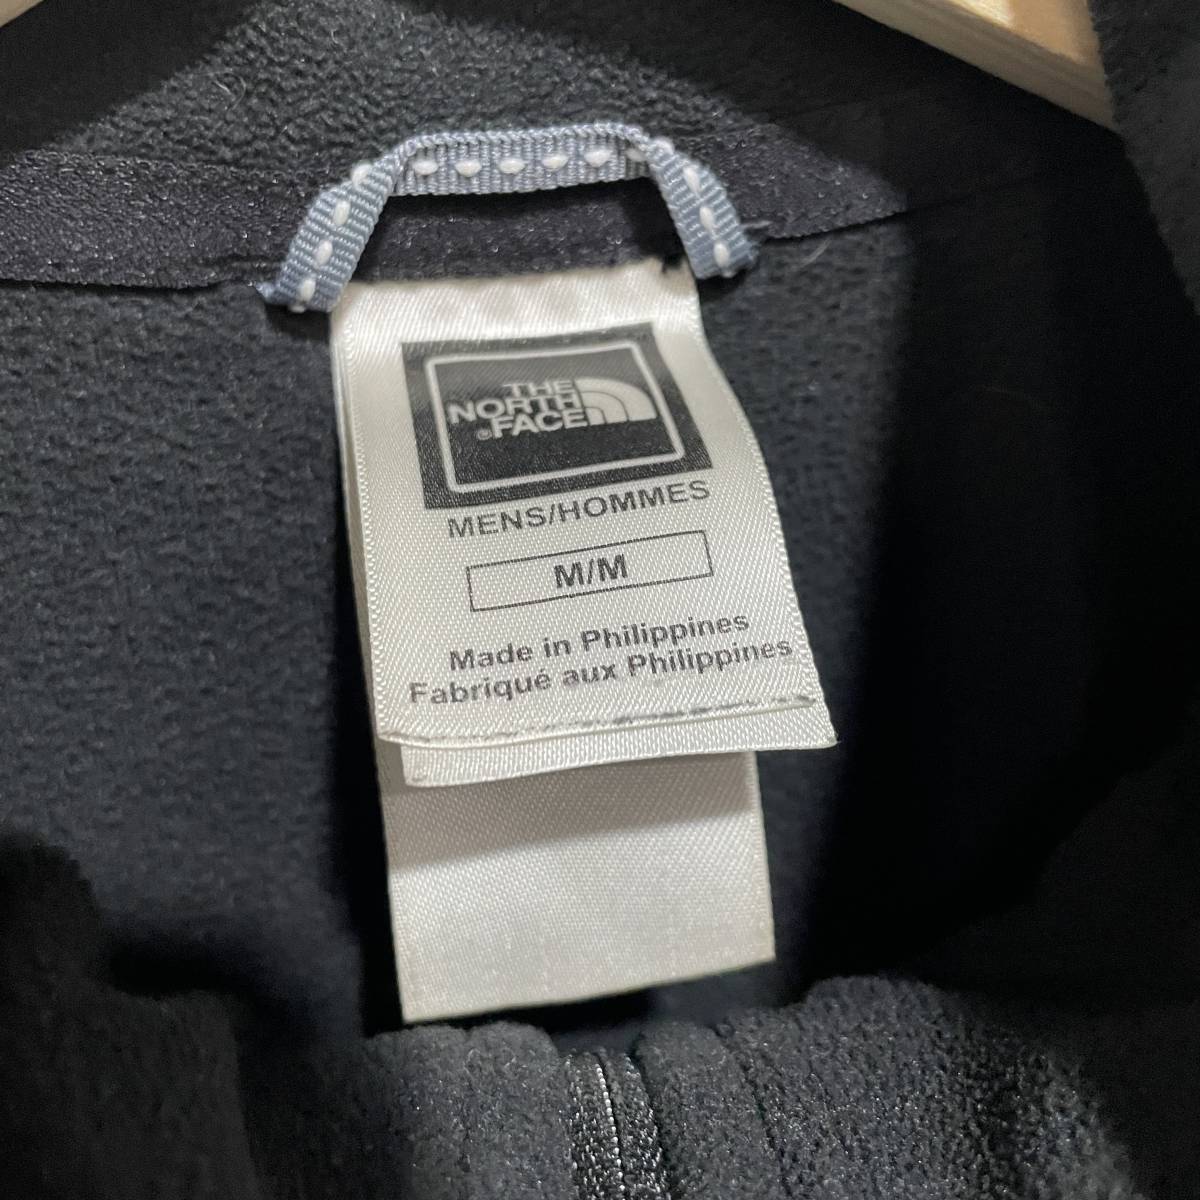 THE
NORTH
®FACE
MENS/HOMMES
M/M
Made in Philippines
Fabriqué aux Philippines